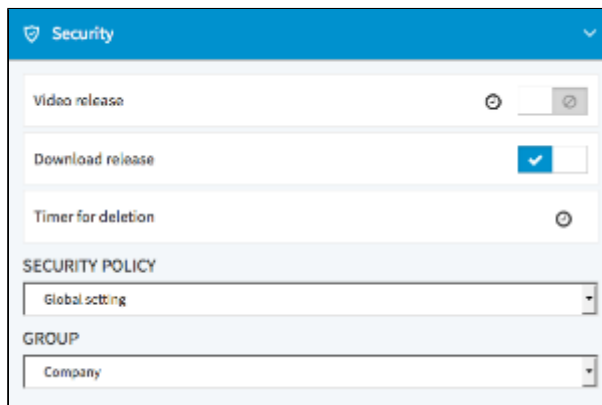 Security
Video release
Download release
Timer for deletion
SECURITY POLICY
Global setting
GROUP
Company